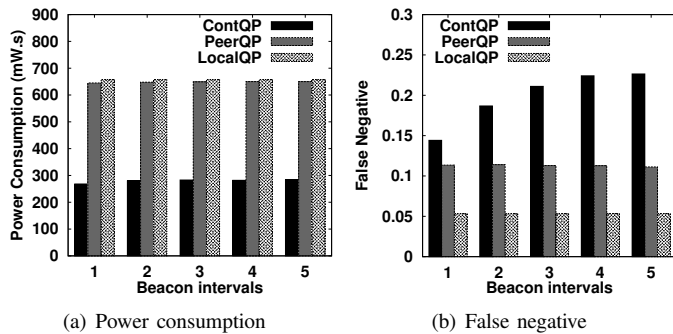 900
800
700
600
500
400
300
200
100
0
Power Consumption (mW.s)
ContQP
PeerQP
LocalQP
1 2 3 4 5
Beacon intervals
(a) Power consumption
0.3
0.25
0.2
0.15
0.1
0.05
0
False Negative
ContQP
PeerQP
LocalQP
1 2 3 4 5
Beacon intervals
(b) False negative